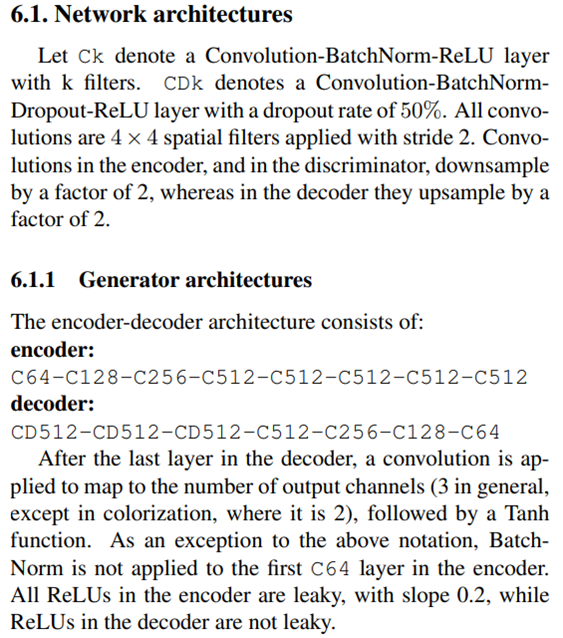 6.1. Network architectures
Let Ck denote a Convolution-BatchNorm-ReLU layer
with k filters. CDk denotes a Convolution-BatchNorm-
Dropout-ReLU layer with a dropout rate of 50%. All convo-
lutions are 4 × 4 spatial filters applied with stride 2. Convo-
lutions in the encoder, and in the discriminator, downsample
by a factor of 2, whereas in the decoder they upsample by a
factor of 2.
6.1.1 Generator architectures
The encoder-decoder architecture consists of:
encoder:
C64-C128-C256-C512-C512-C512-C512-C512
decoder:
CD512-CD512-CD512-C512-C256-C128-C64
After the last layer in the decoder, a convolution is ap-
plied to map to the number of output channels (3 in general,
except in colorization, where it is 2), followed by a Tanh
function. As an exception to the above notation, Batch-
Norm is not applied to the first C64 layer in the encoder.
All ReLUs in the encoder are leaky, with slope 0.2, while
ReLUs in the decoder are not leaky.